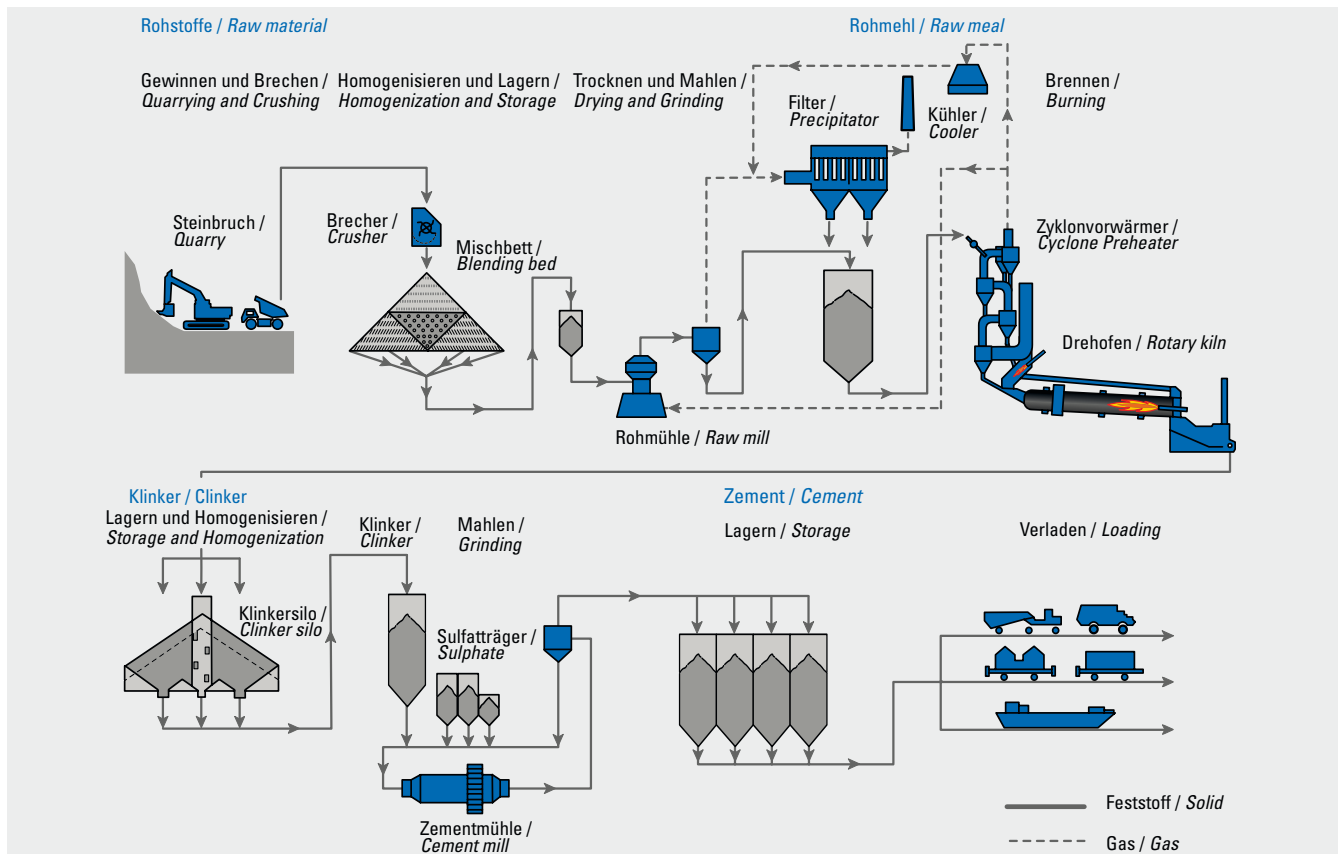 Rohstoffe / Raw material
Rohmehl / Raw meal
Gewinnen und Brechen /
Quarrying and Crushing
Homogenisieren und Lagern /
Homogenization and Storage
Trocknen und Mahlen /
Drying and Grinding
Filter /
Precipitator
Kühler /
Cooler
Brennen /
Burning
Steinbruch /
Quarry
Brecher /
Crusher
Mischbett /
Blending bed
Zyklonvorwärmer /
Cyclone Preheater
Drehofen / Rotary kiln
Rohmühle / Raw mill
Klinker / Clinker
Lagern und Homogenisieren /
Storage and Homogenization
Klinker /
Clinker
Mahlen /
Grinding
Zement / Cement
Lagern / Storage
Verladen / Loading
Klinkersilo /
Clinker silo
Sulfatträger /
Sulphate
Zementmühle /
Cement mill
Feststoff / Solid
Gas / Gas